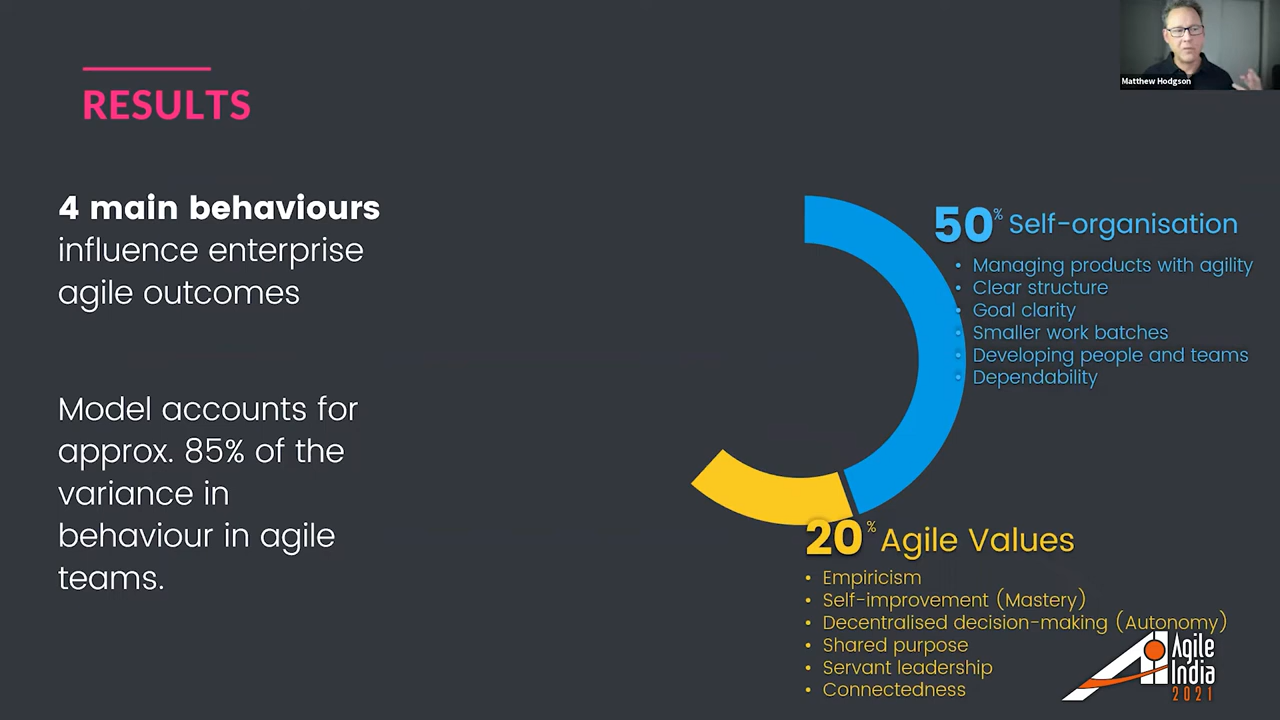 Matthew Hodgson
RESULTS
4 main behaviours
influence enterprise
agile outcomes
Model accounts for
approx. 85% of the
variance in
behaviour in agile
teams.
50% Self-organisation
• Managing products with agility
• Clear structure
• Goal clarity
• Smaller work batches
• Developing people and teams
• Dependability
20% Agile Values
• Empiricism
• Self-improvement (Mastery)
• Decentralised decision-making (Autonomy)
• Shared purpose
• Servant leadership
• Connectedness
Agile
India
2021